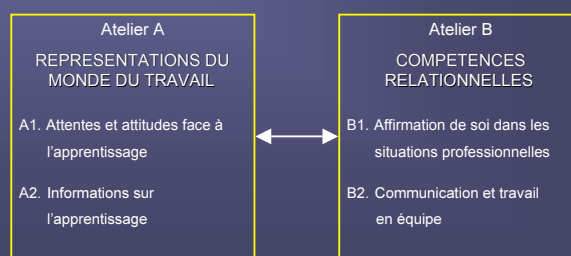 Atelier A
REPRESENTATIONS DU
MONDE DU TRAVAIL
A1. Attentes et attitudes face à
l'apprentissage
A2. Informations sur
l'apprentissage
Atelier B
COMPETENCES
RELATIONNELLES
B1. Affirmation de soi dans les
situations professionnelles
B2. Communication et travail
en équipe